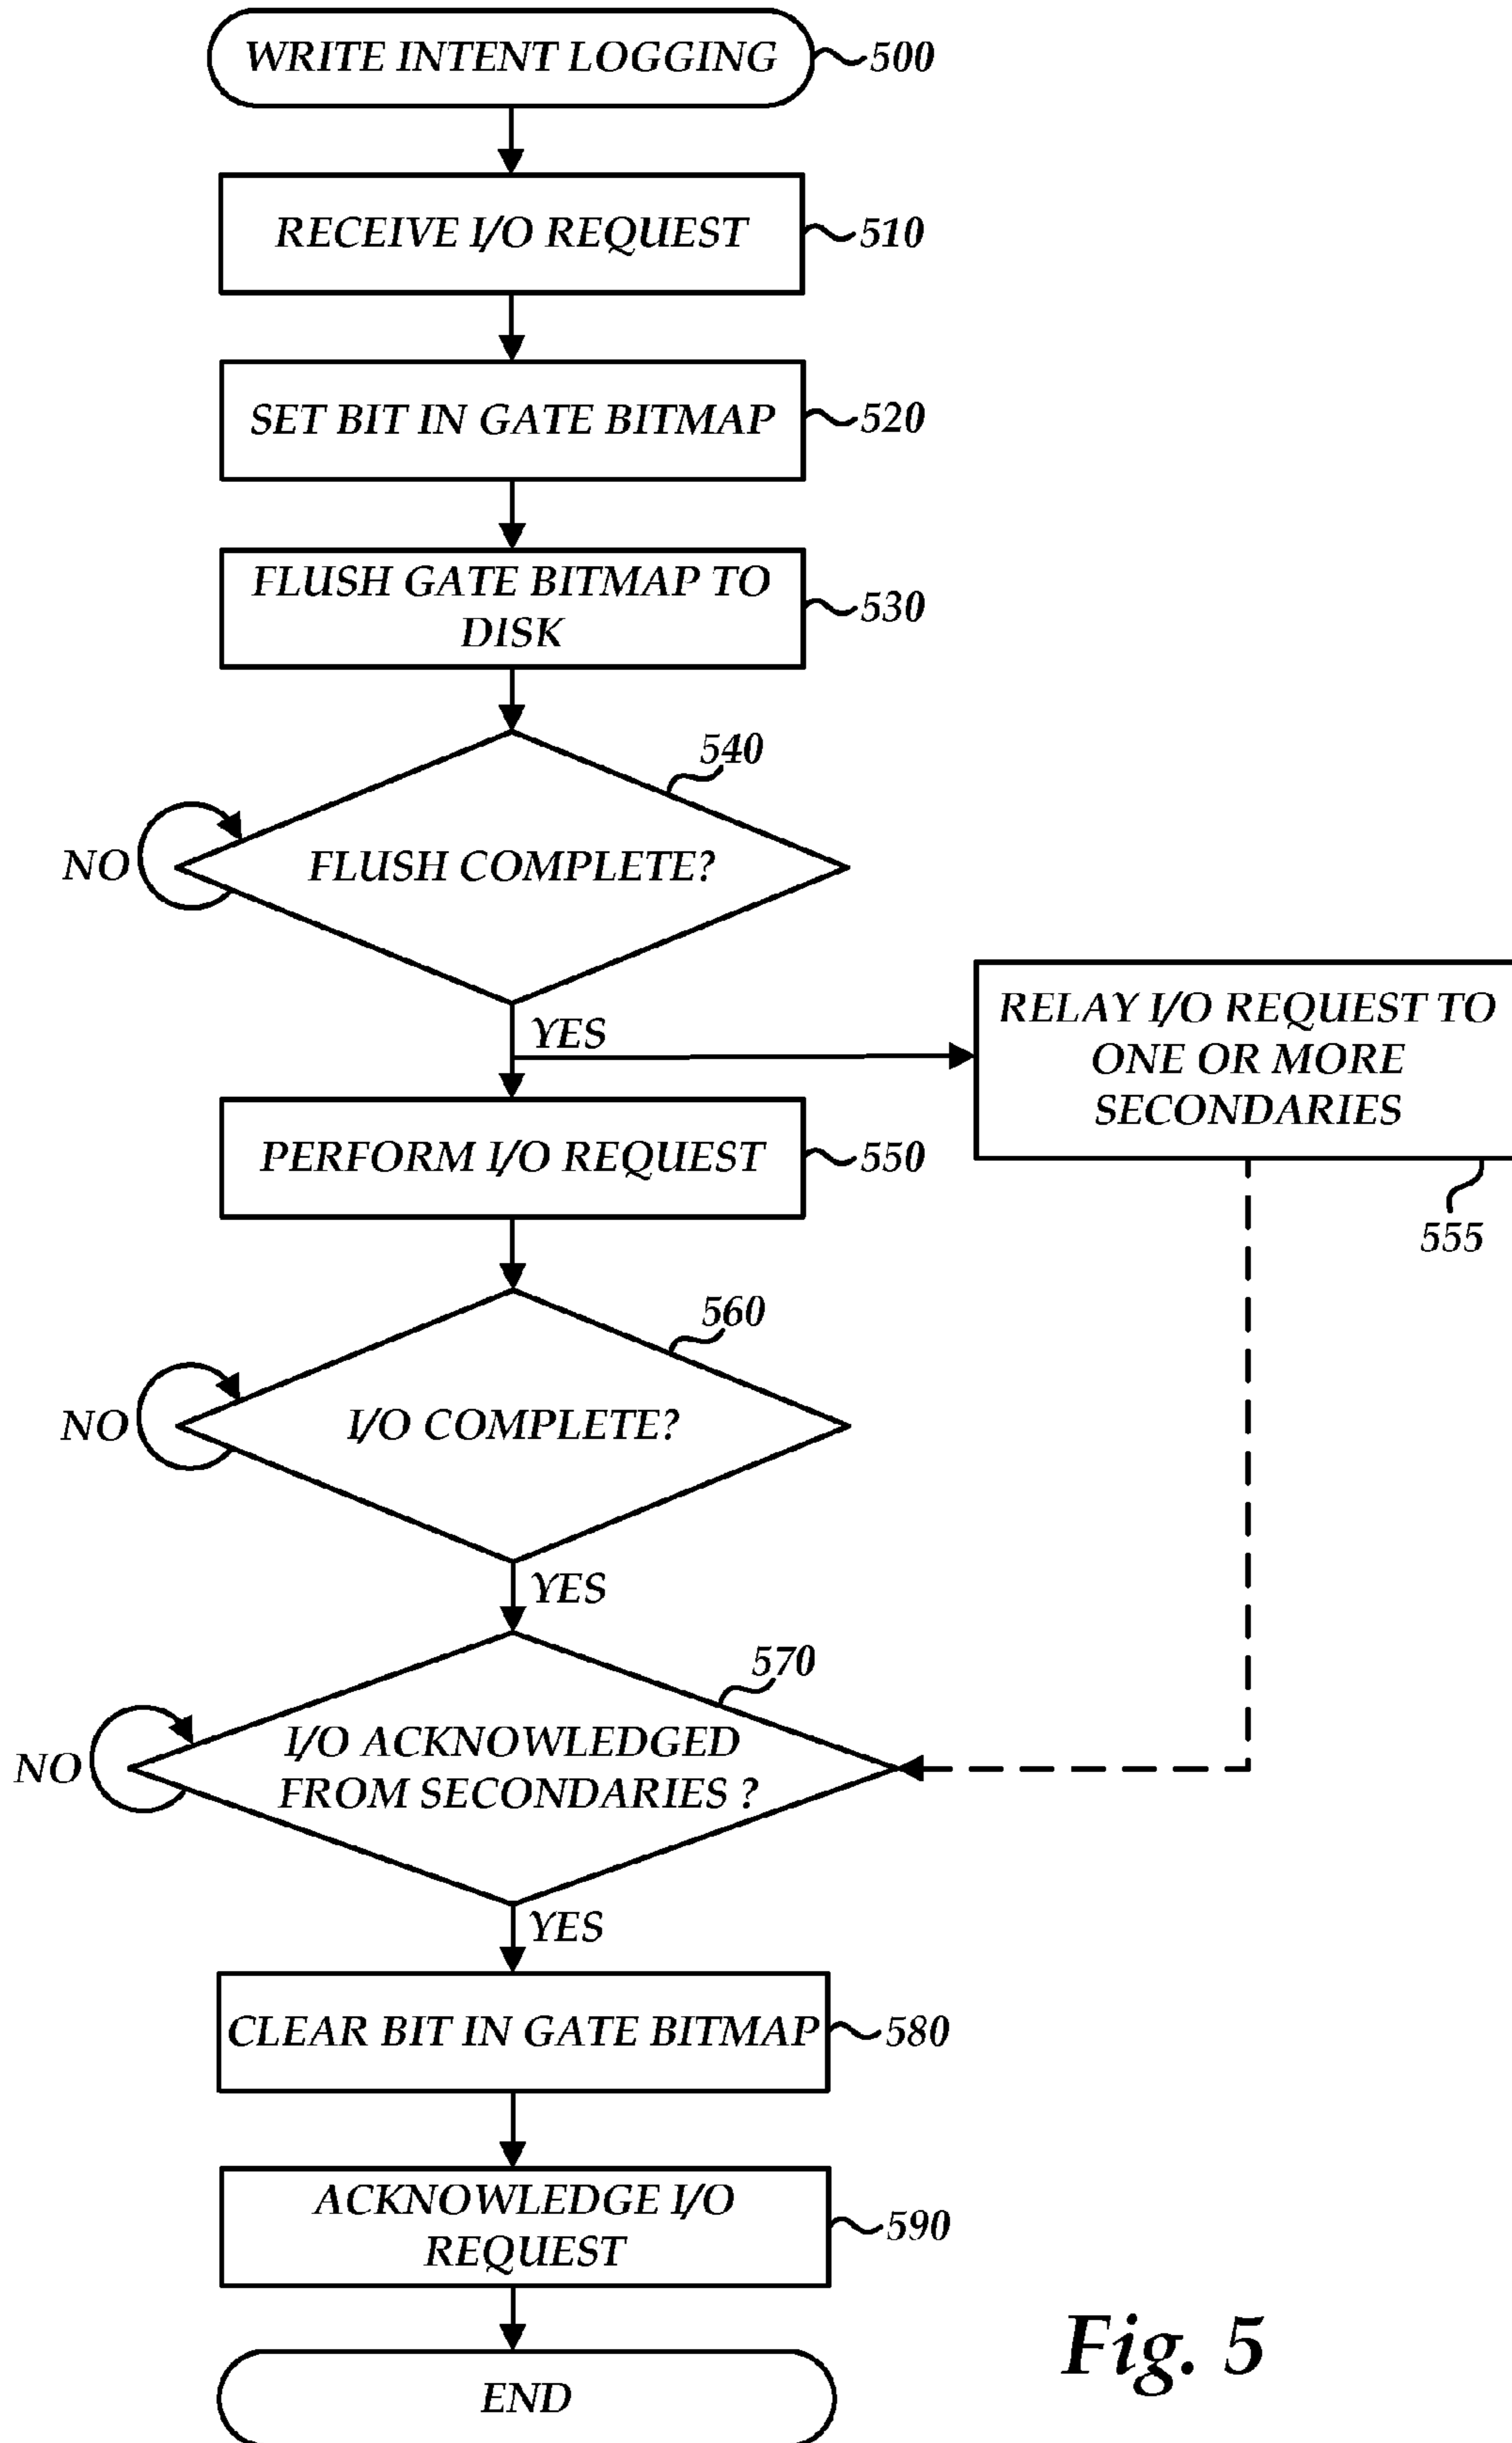 WRITE INTENT LOGGING
500
RECEIVE I/O REQUEST
510
SET BIT IN GATE BITMAP
520
FLUSH GATE BITMAP TO
DISK
530
540
NO
FLUSH COMPLETE?
YES
RELAY I/O REQUEST TO
ONE OR MORE
SECONDARIES
555
PERFORM I/O REQUEST
550
560
NO
I/O COMPLETE?
YES
570
NO
I/O ACKNOWLEDGED
FROM SECONDARIES ?
YES
CLEAR BIT IN GATE BITMAP
580
ACKNOWLEDGE I/O
REQUEST
590
END
Fig. 5